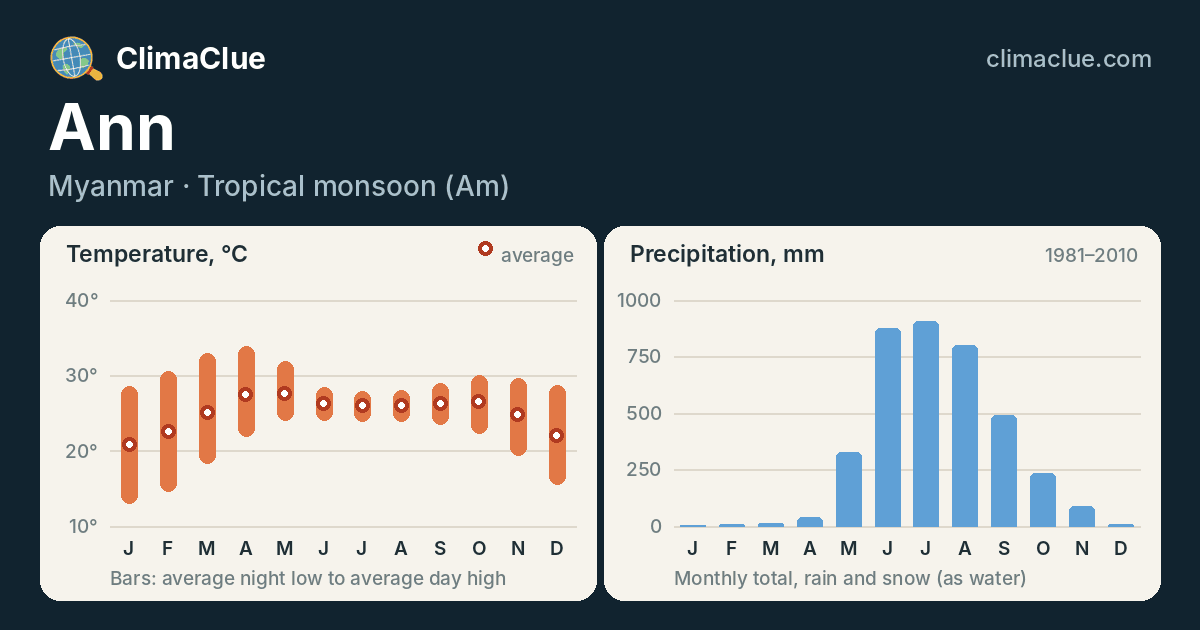 ClimaClue
climaclue.com
Ann
Myanmar · Tropical monsoon (Am)
Temperature, °C
average
40°
30°
20°
10°
J F M A M J J A S O N D
Bars: average night low to average day high
Precipitation, mm
1981–2010
1000
750
500
250
0
J F M A M J J A S O N D
Monthly total, rain and snow (as water)